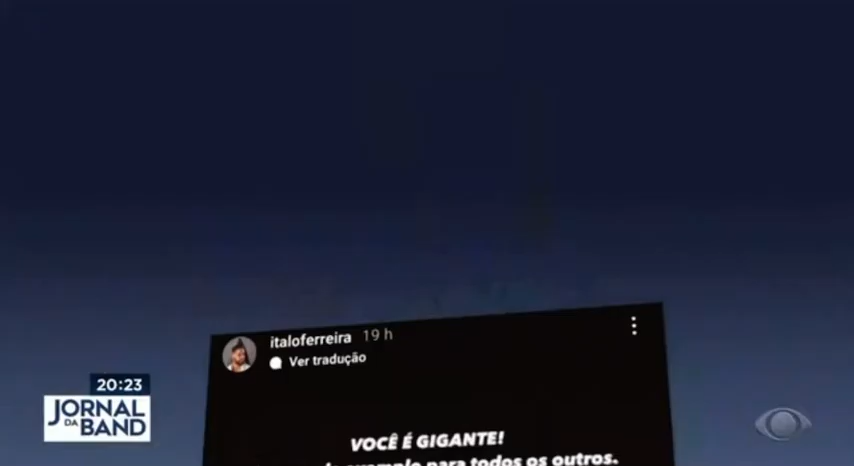 italoferreira 19 h
Ver tradução
20:23
JORNAL
DA BAND
VOCÊ É GIGANTE!
exemplo para todos os outros.